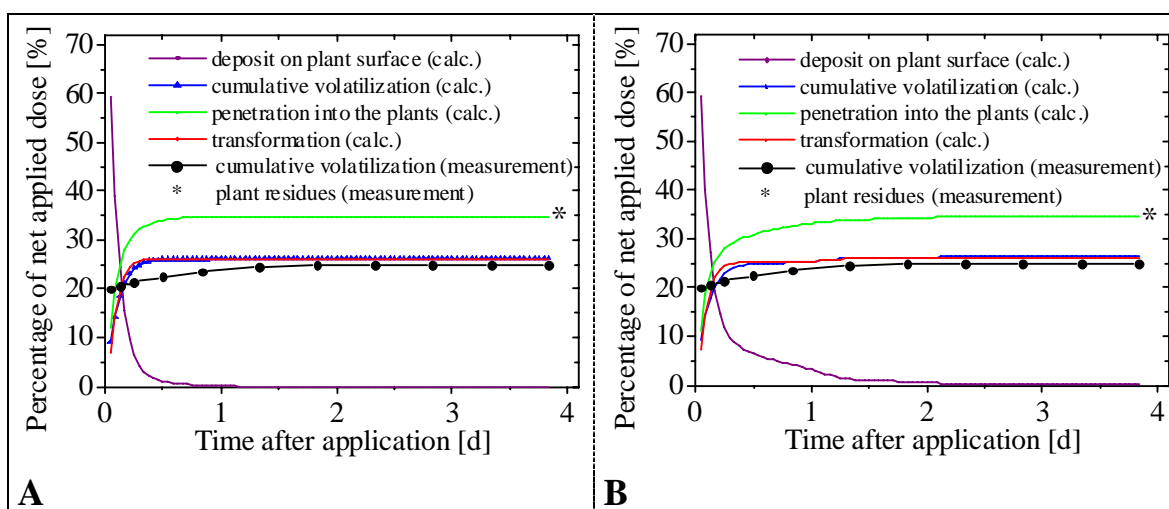 Percentage of net applied dose [%]
70
60
50
40
30
20
10
0
deposit on plant surface (calc.)
cumulative volatilization (calc.)
penetration into the plants (calc.)
transformation (calc.)
cumulative volatilization (measurement)
* plant residues (measurement)
*
0 1 2 3 4
Time after application [d]
A
Percentage of net applied dose [%]
70
60
50
40
30
20
10
0
deposit on plant surface (calc.)
cumulative volatilization (calc.)
penetration into the plants (calc.)
transformation (calc.)
cumulative volatilization (measurement)
* plant residues (measurement)
*
0 1 2 3 4
Time after application [d]
B